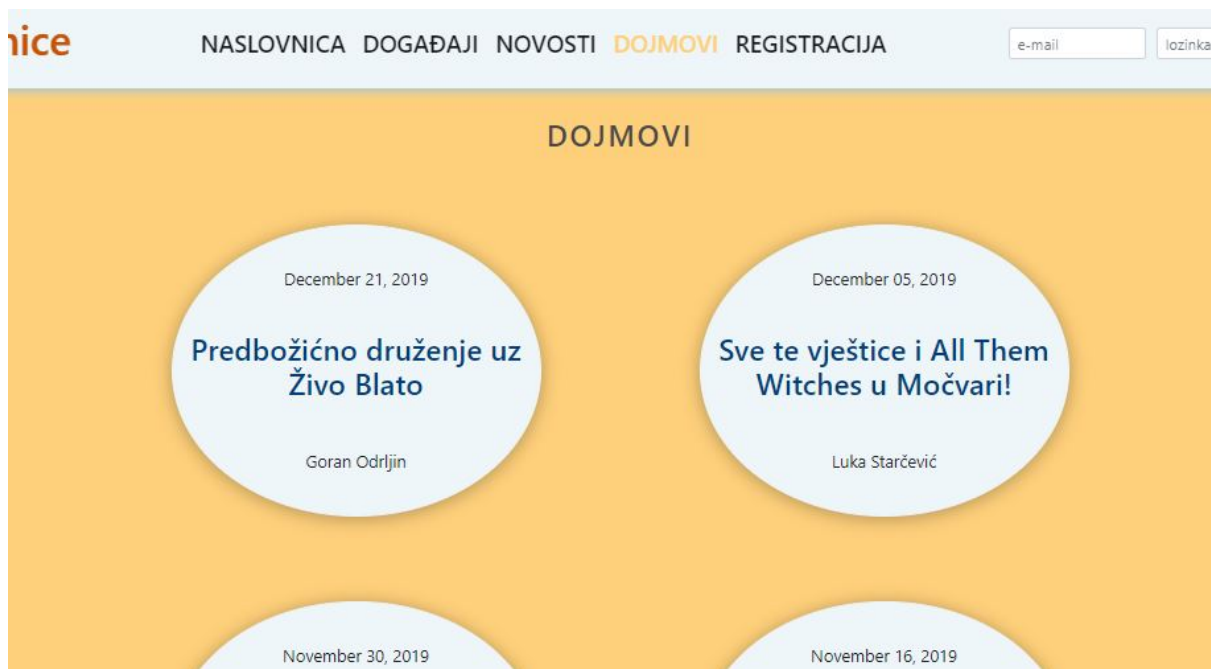 nice
NASLOVNICA DOGAĐAJI NOVOSTI DOJMOVI REGISTRACIJA
e-mail
lozinka
DOJMOVI
December 21, 2019
Predbožićno druženje uz
Živo Blato
Goran Odrljin
December 05, 2019
Sve te vještice i All Them
Witches u Močvari!
Luka Starčević
November 30, 2019
November 16, 2019